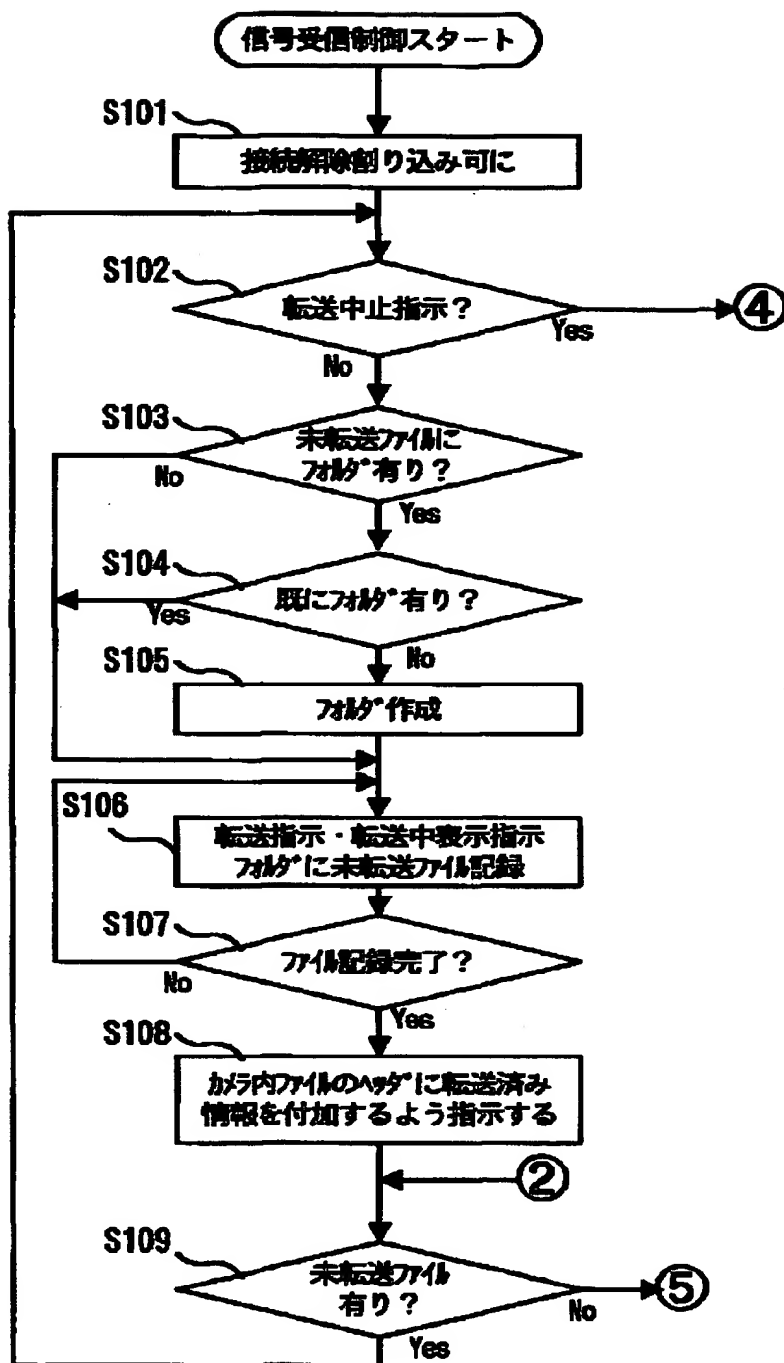 信号受信制御スタート
S101
接続解除割り込み可に
S102
転送中止指示?
④
Yes
No
S103
未転送ファイルに
フォルダ有り?
No
Yes
S104
既にフォルダ有り?
Yes
No
S105
フォルダ作成
S106
転送指示・転送中表示指示
フォルダに未転送ファイル記録
S107
ファイル記録完了?
No
Yes
S108
カメラ内ファイルのヘッダに転送済み
情報を付加するよう指示する
②
S109
未転送ファイル
有り?
⑤
No
Yes